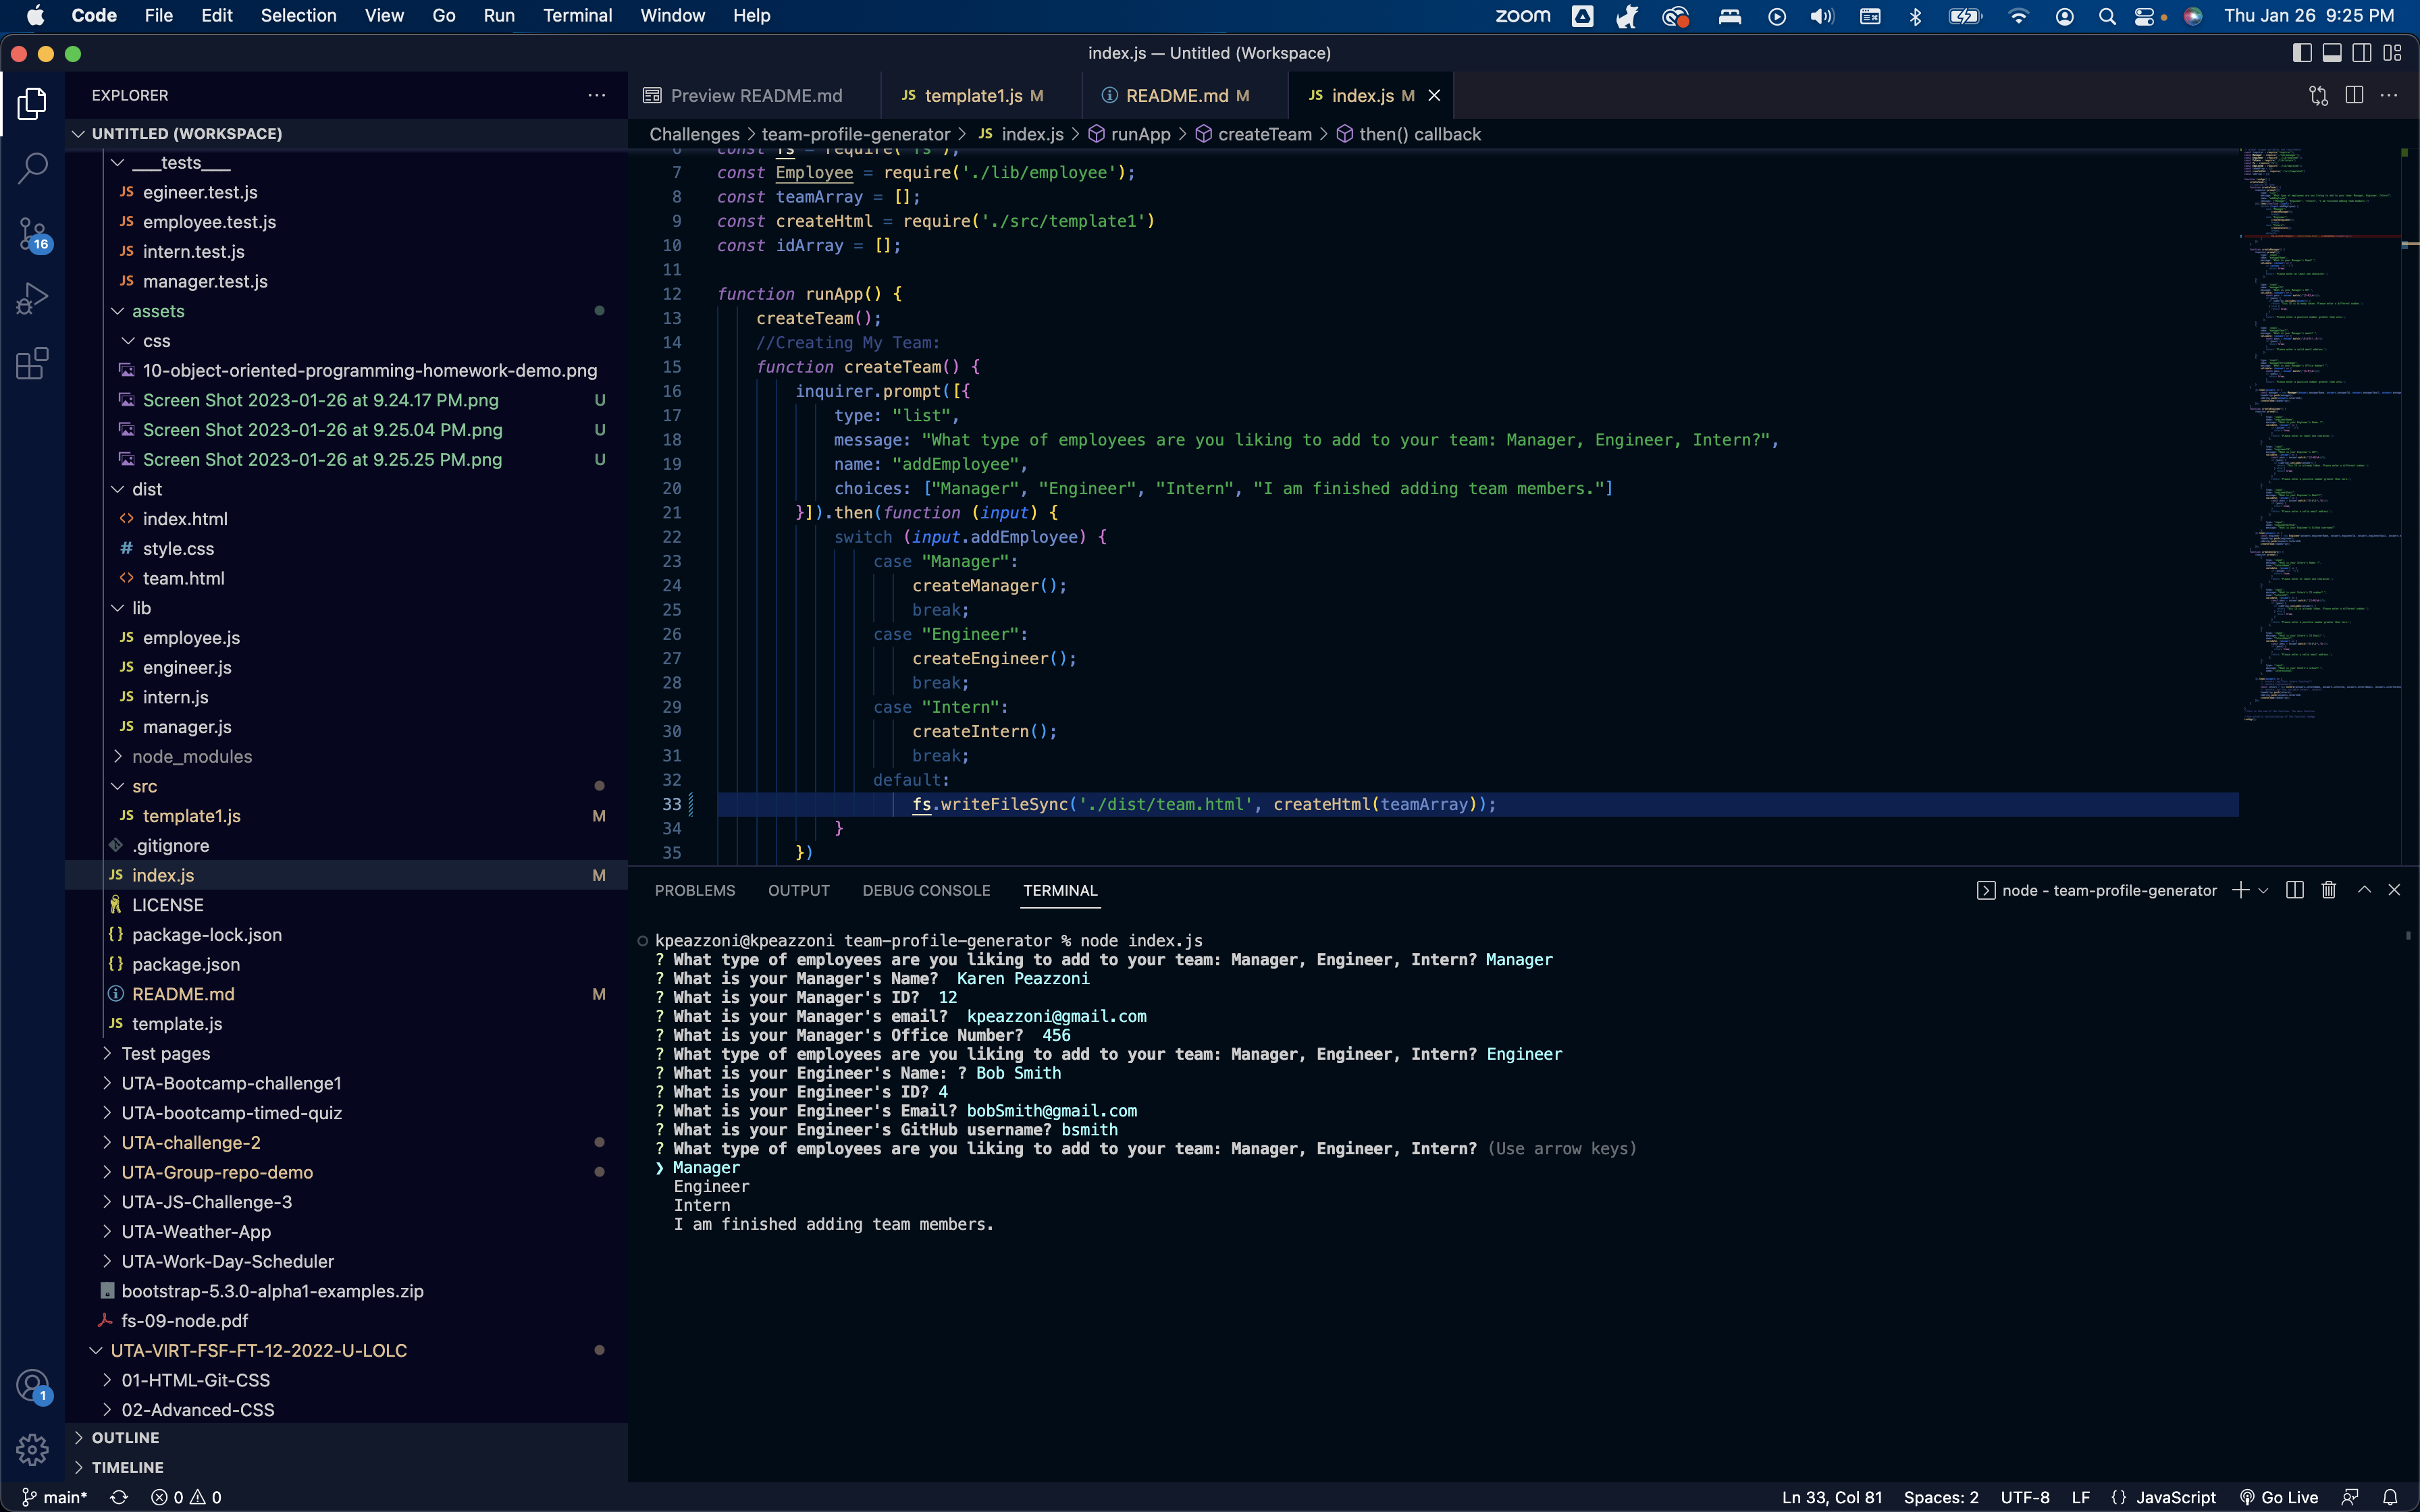 Code File Edit Selection View Go Run Terminal Window Help
zoom
Thu Jan 26 9:25 PM
index.js — Untitled (Workspace)
EXPLORER
UNTITLED (WORKSPACE)
___tests___
JS egineer.test.js
JS employee.test.js
JS intern.test.js
JS manager.test.js
assets
css
10-object-oriented-programming-homework-demo.png
Screen Shot 2023-01-26 at 9.24.17 PM.png U
Screen Shot 2023-01-26 at 9.25.04 PM.png U
Screen Shot 2023-01-26 at 9.25.25 PM.png U
dist
<> index.html
# style.css
<> team.html
lib
JS employee.js
JS engineer.js
JS intern.js
JS manager.js
node_modules
src
JS template1.js M
.gitignore
JS index.js M
LICENSE
{} package-lock.json
{} package.json
README.md M
JS template.js
Test pages
UTA-Bootcamp-challenge1
UTA-bootcamp-timed-quiz
UTA-challenge-2
UTA-Group-repo-demo
UTA-JS-Challenge-3
UTA-Weather-App
UTA-Work-Day-Scheduler
bootstrap-5.3.0-alpha1-examples.zip
fs-09-node.pdf
UTA-VIRT-FSF-FT-12-2022-U-LOLC
01-HTML-Git-CSS
02-Advanced-CSS
OUTLINE
TIMELINE
16
1
Preview README.md
JS template1.js M
README.md M
JS index.js M
Challenges > team-profile-generator > JS index.js > runApp > createTeam > then() callback
6 const fs = require('fs');
7 const Employee = require('./lib/employee');
8 const teamArray = [];
9 const createHtml = require('./src/template1')
10 const idArray = [];
11
12 function runApp() {
13 createTeam();
14 //Creating My Team:
15 function createTeam() {
16 inquirer.prompt([{
17 type: "list",
18 message: "What type of employees are you liking to add to your team: Manager, Engineer, Intern?",
19 name: "addEmployee",
20 choices: ["Manager", "Engineer", "Intern", "I am finished adding team members."]
21 }]).then(function (input) {
22 switch (input.addEmployee) {
23 case "Manager":
24 createManager();
25 break;
26 case "Engineer":
27 createEngineer();
28 break;
29 case "Intern":
30 createIntern();
31 break;
32 default:
33 fs.writeFileSync('./dist/team.html', createHtml(teamArray));
34 }
35 })
PROBLEMS OUTPUT DEBUG CONSOLE TERMINAL
node - team-profile-generator
kpeazzoni@kpeazzoni team-profile-generator % node index.js
? What type of employees are you liking to add to your team: Manager, Engineer, Intern? Manager
? What is your Manager's Name? Karen Peazzoni
? What is your Manager's ID? 12
? What is your Manager's email? kpeazzoni@gmail.com
? What is your Manager's Office Number? 456
? What type of employees are you liking to add to your team: Manager, Engineer, Intern? Engineer
? What is your Engineer's Name: ? Bob Smith
? What is your Engineer's ID? 4
? What is your Engineer's Email? bobSmith@gmail.com
? What is your Engineer's GitHub username? bsmith
? What type of employees are you liking to add to your team: Manager, Engineer, Intern? (Use arrow keys)
❯ Manager
Engineer
Intern
I am finished adding team members.
main* 0 0
Ln 33, Col 81 Spaces: 2 UTF-8 LF {} JavaScript Go Live